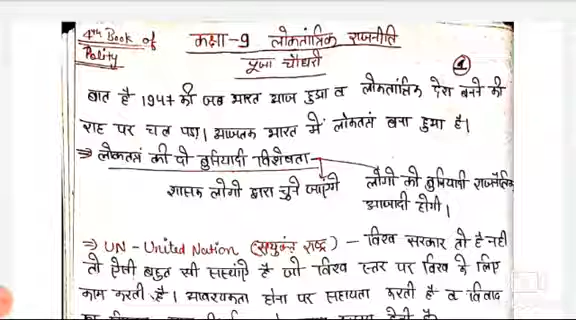 4th Book of Polity
कक्षा-9 लोकतांत्रिक राजनीति
पूजा चौधरी
①
बात है 1947 की जब भारत आज़ाद हुआ व लोकतांत्रिक देश बनने की
राह पर चल पड़ा। आजतक भारत में लोकतंत्र बना हुआ है।
⇒ लोकतंत्र की दो बुनियादी विशेषता
शासक लोगों द्वारा चुने जाएंगे
लोगों को बुनियादी राजनैतिक
आजादी होगी।
⇒ UN - United Nation (सयुक्त राष्ट्र) - विश्व सरकार तो है नहीं
तो ऐसी बहुत सी संस्थाएं है जो विश्व स्तर पर विश्व के लिए
काम करती है। आवश्यकता होने पर सहायता करती है व विवाद